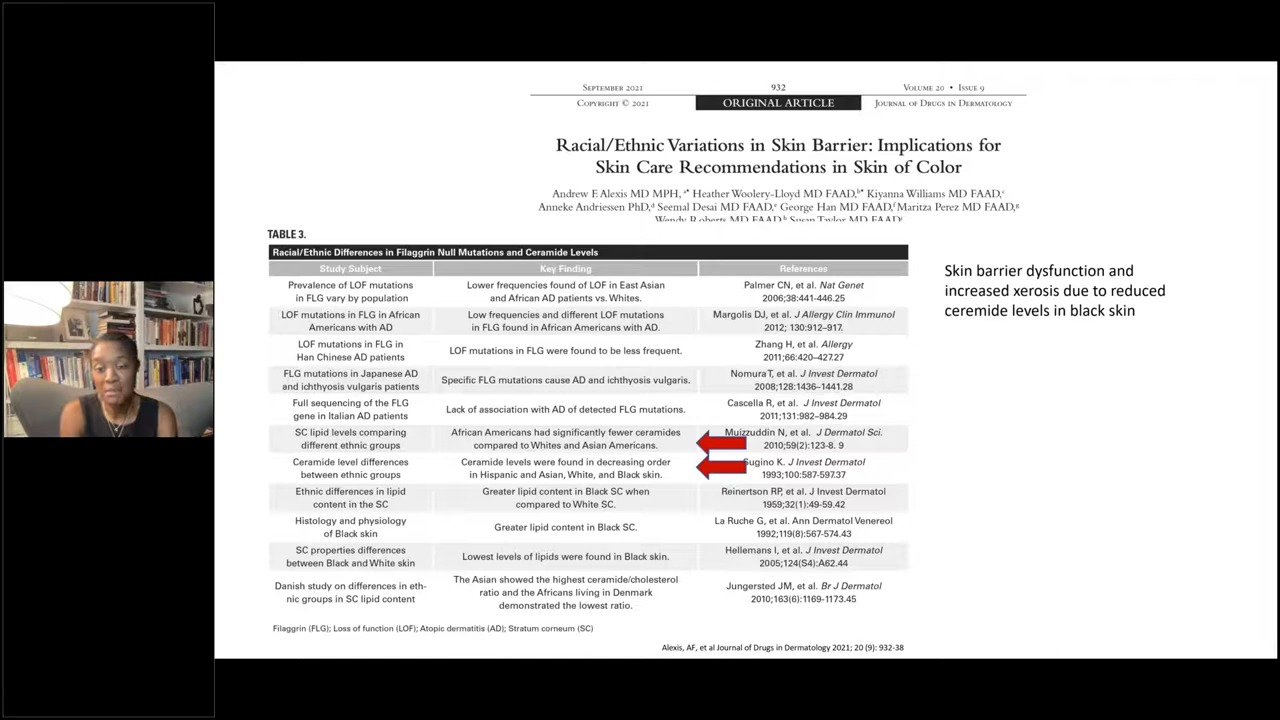 SEPTEMBER 2021 932 VOLUME 20 • ISSUE 9
COPYRIGHT © 2021 ORIGINAL ARTICLE JOURNAL OF DRUGS IN DERMATOLOGY
Racial/Ethnic Variations in Skin Barrier: Implications for
Skin Care Recommendations in Skin of Color
Andrew F. Alexis MD MPH,a* Heather Woolery-Lloyd MD FAAD,b* Kiyanna Williams MD FAAD,c
Anneke Andriessen PhD,d Seemal Desai MD FAAD,e George Han MD FAAD,f Maritza Perez MD FAAD,g
Wendy Roberts MD FAAD,h Susan Taylor MD FAADi
TABLE 3.
Racial/Ethnic Differences in Filaggrin Null Mutations and Ceramide Levels
Study Subject Key Finding References
Prevalence of LOF mutations
in FLG vary by population
Lower frequencies found of LOF in East Asian
and African AD patients vs. Whites.
Palmer CN, et al. Nat Genet
2006;38:441-446.25
LOF mutations in FLG in African
Americans with AD
Low frequencies and different LOF mutations
in FLG found in African Americans with AD.
Margolis DJ, et al. J Allergy Clin Immunol
2012; 130:912–917.
LOF mutations in FLG in
Han Chinese AD patients
LOF mutations in FLG were found to be less frequent.
Zhang H, et al. Allergy
2011;66:420–427.27
FLG mutations in Japanese AD
and ichthyosis vulgaris patients
Specific FLG mutations cause AD and ichthyosis vulgaris.
Nomura T, et al. J Invest Dermatol
2008;128:1436–1441.28
Full sequencing of the FLG
gene in Italian AD patients
Lack of association with AD of detected FLG mutations.
Cascella R, et al. J Invest Dermatol
2011;131:982–984.29
SC lipid levels comparing
different ethnic groups
African Americans had significantly fewer ceramides
compared to Whites and Asian Americans.
Muizzuddin N, et al. J Dermatol Sci.
2010;59(2):123-8. 9
Ceramide level differences
between ethnic groups
Ceramide levels were found in decreasing order
in Hispanic and Asian, White, and Black skin.
Sugino K. J Invest Dermatol
1993;100:587-597.37
Ethnic differences in lipid
content in the SC
Greater lipid content in Black SC when
compared to White SC.
Reinertson RP, et al. J Invest Dermatol
1959;32(1):49-59.42
Histology and physiology
of Black skin
Greater lipid content in Black SC.
La Ruche G, et al. Ann Dermatol Venereol
1992;119(8):567-574.43
SC properties differences
between Black and White skin
Lowest levels of lipids were found in Black skin.
Hellemans I, et al. J Invest Dermatol
2005;124(S4):A62.44
Danish study on differences in eth-
nic groups in SC lipid content
The Asian showed the highest ceramide/cholesterol
ratio and the Africans living in Denmark
demonstrated the lowest ratio.
Jungersted JM, et al. Br J Dermatol
2010;163(6):1169-1173.45
Filaggrin (FLG); Loss of function (LOF); Atopic dermatitis (AD); Stratum corneum (SC)
Alexis, AF, et al Journal of Drugs in Dermatology 2021; 20 (9): 932-38
Skin barrier dysfunction and
increased xerosis due to reduced
ceremide levels in black skin